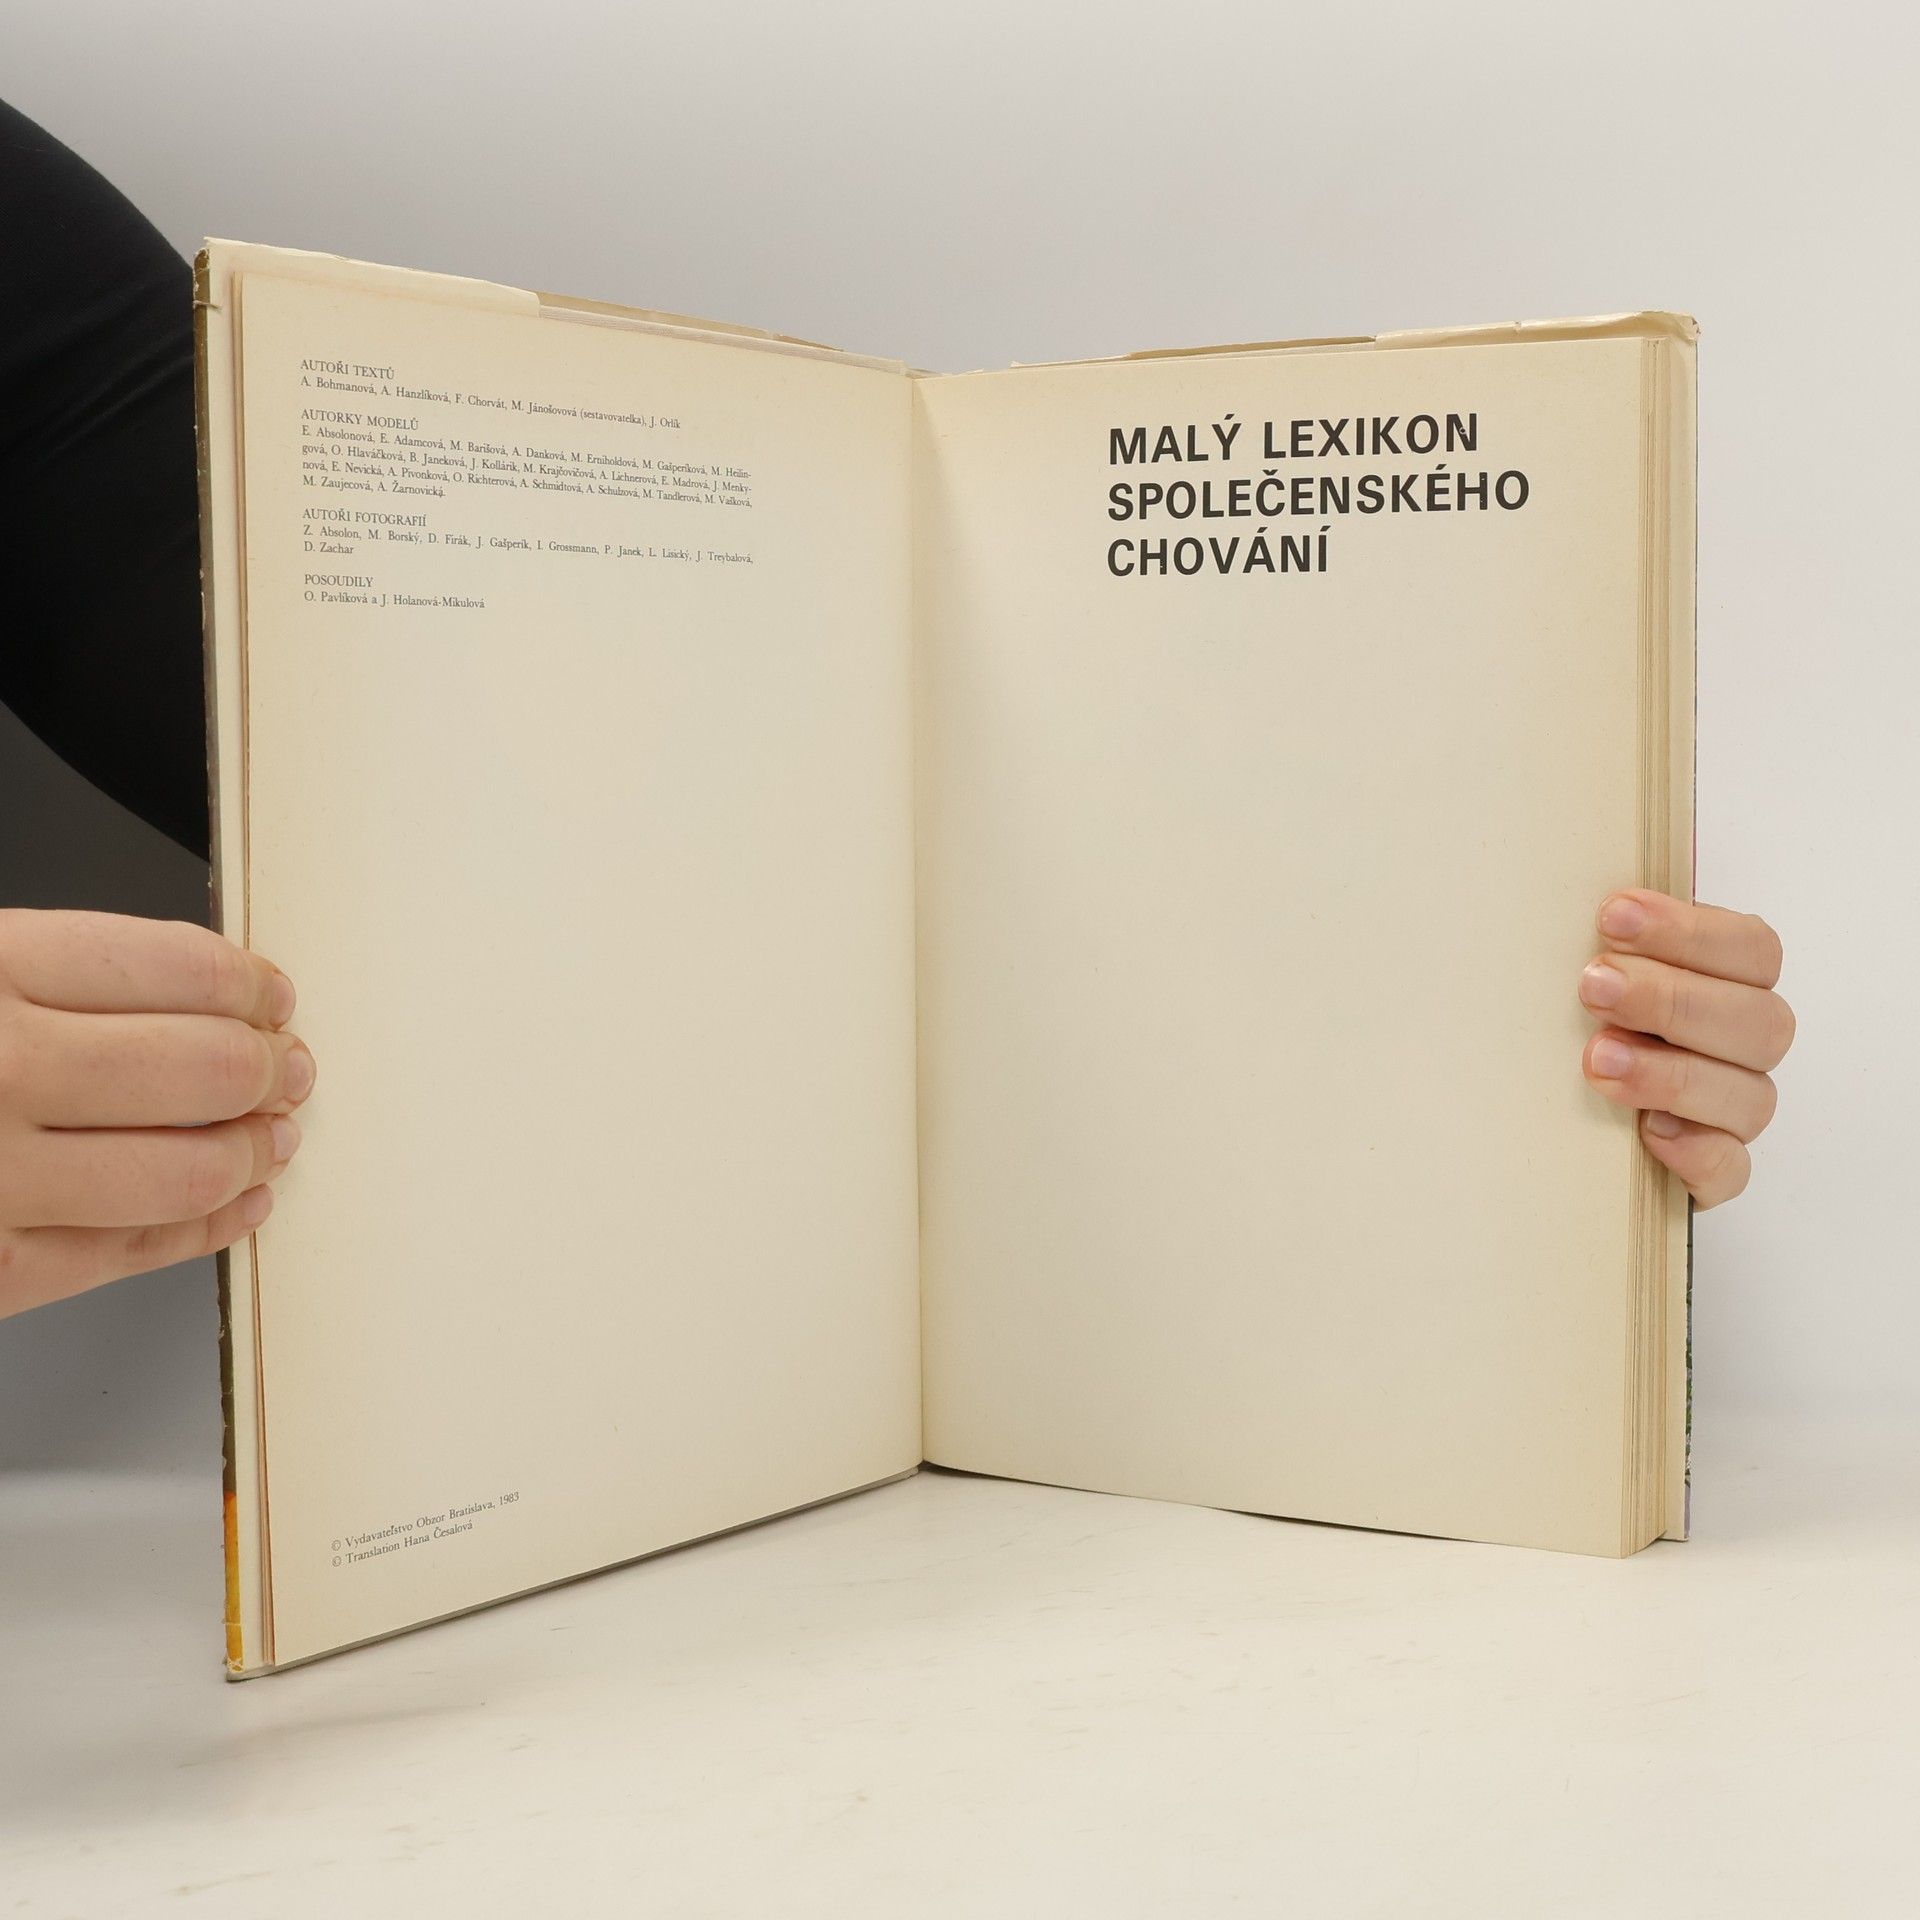 AUTOŘI TEXTŮ
A. Bohmanová, A. Hanzlíková, F. Chorvát, M. Jánošovová (sestavovatelka), J. Orlík
AUTORKY MODELŮ
E. Absolonová, E. Adamcová, M. Barišová, A. Danková, M. Erniholdová, M. Gašperíková, M. Heilin-
gová, O. Hlaváčková, B. Janeková, J. Kollárik, M. Krajčovičová, A. Lichnerová, E. Madrová, J. Menky-
nová, E. Nevická, A. Pivonková, O. Richterová, A. Schmidtová, A. Schulzová, M. Tandlerová, M. Vašková,
M. Zaujecová, A. Žarnovická.
AUTOŘI FOTOGRAFIÍ
Z. Absolon, M. Borský, D. Firák, J. Gašperík, I. Grossmann, P. Janek, L. Lisický, J. Treybalová,
D. Zachar
POSOUDILY
O. Pavlíková a J. Holanová-Mikulová
© Vydavateľstvo Obzor Bratislava, 1983
© Translation Hana Česalová
MALÝ LEXIKON
SPOLEČENSKÉHO
CHOVÁNÍ